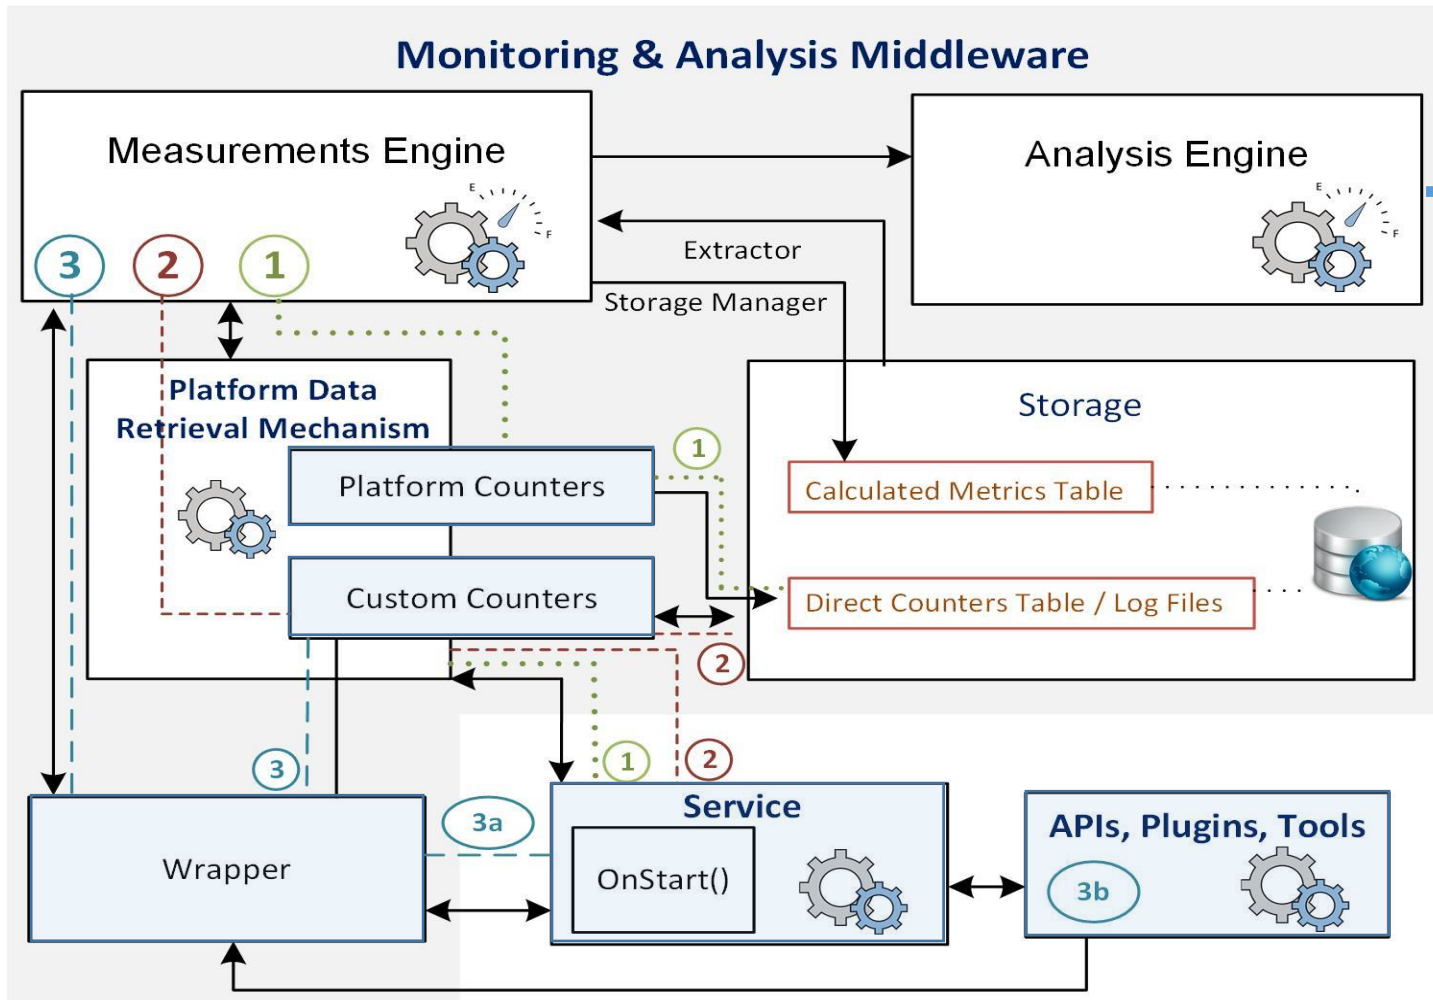 Monitoring & Analysis Middleware
Measurements Engine
E
F
3
2
1
Analysis Engine
E
F
Extractor
Storage Manager
Platform Data
Retrieval Mechanism
Platform Counters
Custom Counters
1
2
Storage
Calculated Metrics Table
Direct Counters Table / Log Files
3
1
2
Wrapper
3a
Service
OnStart()
APIs, Plugins, Tools
3b